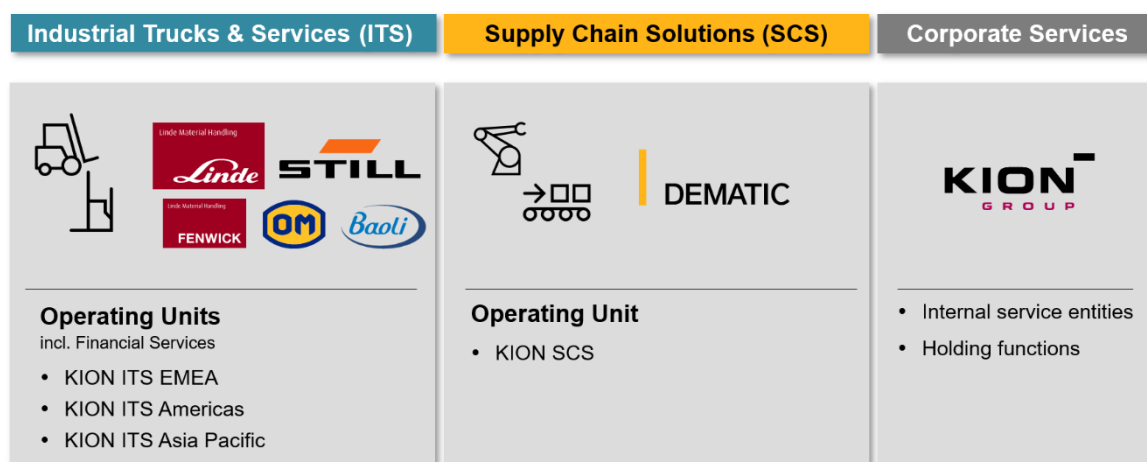 Industrial Trucks & Services (ITS)
Supply Chain Solutions (SCS)
Corporate Services
Linde Material Handling
Linde
STILL
Linde Material Handling
FENWICK
OM
Baoli
DEMATIC
KION
GROUP
Operating Units
incl. Financial Services
• KION ITS EMEA
• KION ITS Americas
• KION ITS Asia Pacific
Operating Unit
• KION SCS
• Internal service entities
• Holding functions